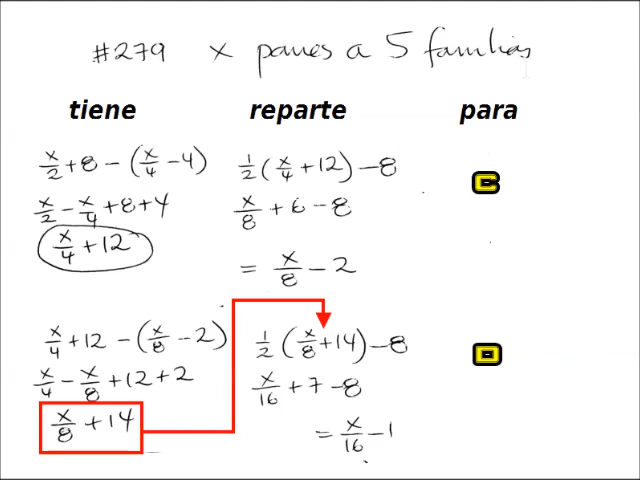 #279 x panes a 5 familias
tiene reparte para
x/2 + 8 - (x/4 - 4) 1/2 (x/4 + 12) - 8 C
x/2 - x/4 + 8 + 4 x/8 + 6 - 8
x/4 + 12
= x/8 - 2
x/4 + 12 - (x/8 - 2) 1/2 (x/8 + 14) - 8 D
x/4 - x/8 + 12 + 2 x/16 + 7 - 8
x/8 + 14
= x/16 - 1